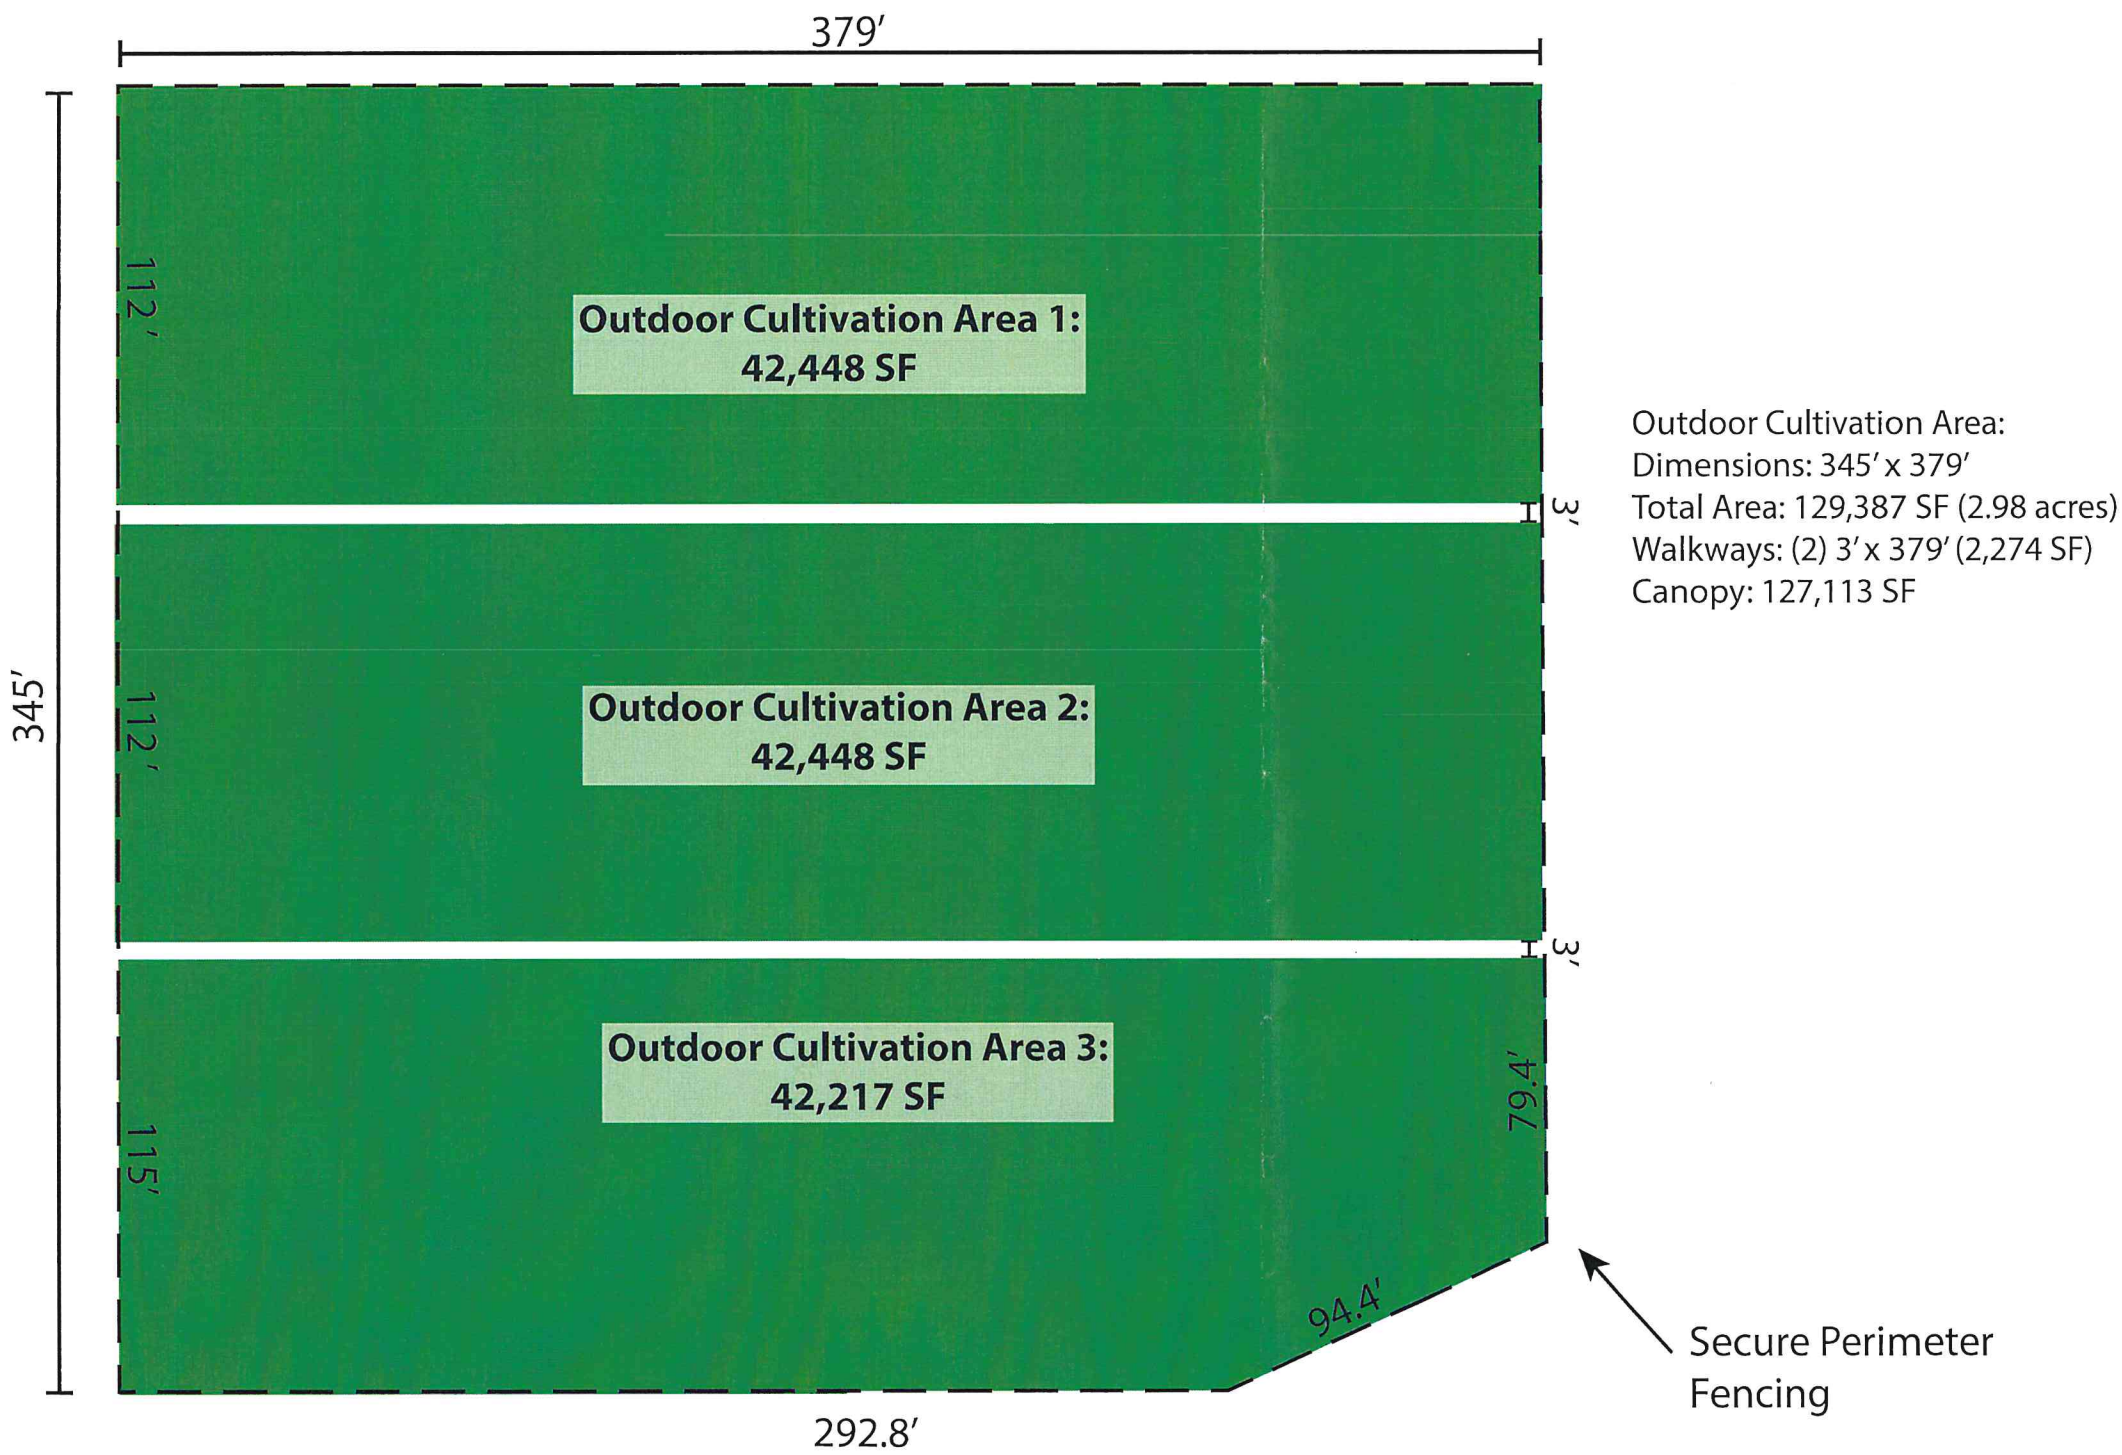 379'
345'
112'
Outdoor Cultivation Area 1:
42,448 SF
3'
Outdoor Cultivation Area:
Dimensions: 345' x 379'
Total Area: 129,387 SF (2.98 acres)
Walkways: (2) 3' x 379' (2,274 SF)
Canopy: 127,113 SF
112'
Outdoor Cultivation Area 2:
42,448 SF
3'
115'
Outdoor Cultivation Area 3:
42,217 SF
79.4'
94.4'
Secure Perimeter
Fencing
292.8'